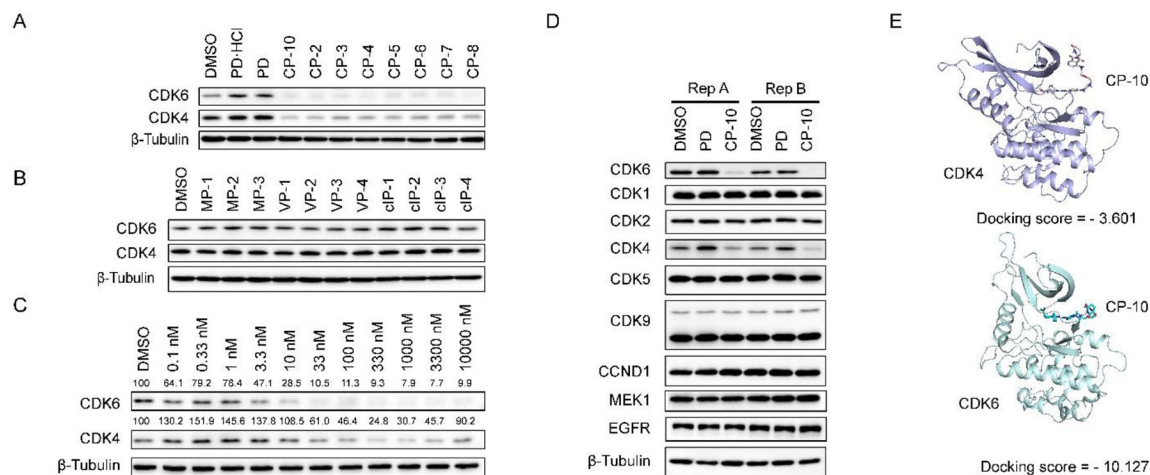 A
DMSO PD·HCl PD CP-10 CP-2 CP-3 CP-4 CP-5 CP-6 CP-7 CP-8
CDK6
CDK4
β-Tubulin
B
DMSO MP-1 MP-2 MP-3 VP-1 VP-2 VP-3 VP-4 cIP-1 cIP-2 cIP-3 cIP-4
CDK6
CDK4
β-Tubulin
C
DMSO 0.1 nM 0.33 nM 1 nM 3.3 nM 10 nM 33 nM 100 nM 330 nM 1000 nM 3300 nM 10000 nM
100 64.1 79.2 78.4 47.1 28.5 10.5 11.3 9.3 7.9 7.7 9.9
CDK6
100 130.2 151.9 145.6 137.8 108.5 61.0 46.4 24.8 30.7 45.7 90.2
CDK4
β-Tubulin
D
Rep A Rep B
DMSO PD CP-10 DMSO PD CP-10
CDK6
CDK1
CDK2
CDK4
CDK5
CDK9
CCND1
MEK1
EGFR
β-Tubulin
E
CP-10
CDK4
Docking score = - 3.601
CP-10
CDK6
Docking score = - 10.127